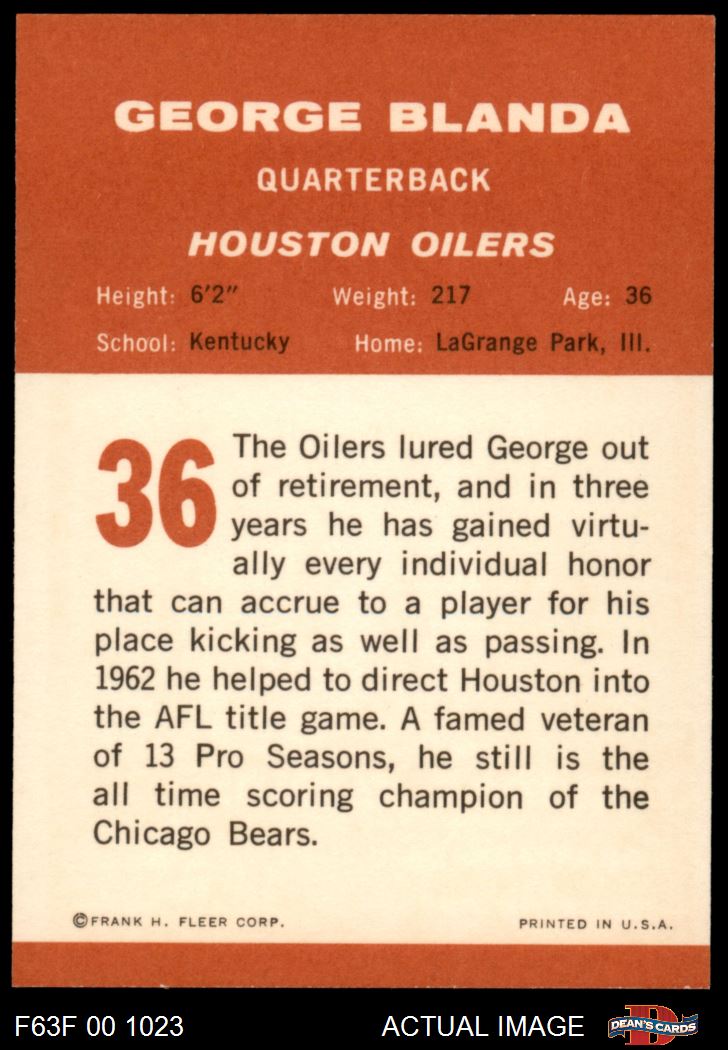 GEORGE BLANDA
QUARTERBACK
HOUSTON OILERS
Height: 6'2" Weight: 217 Age: 36
School: Kentucky Home: LaGrange Park, Ill.
36
The Oilers lured George out
of retirement, and in three
years he has gained virtu-
ally every individual honor
that can accrue to a player for his
place kicking as well as passing. In
1962 he helped to direct Houston into
the AFL title game. A famed veteran
of 13 Pro Seasons, he still is the
all time scoring champion of the
Chicago Bears.
©FRANK H. FLEER CORP. PRINTED IN U.S.A.
F63F 00 1023 ACTUAL IMAGE D DEAN'S CARDS